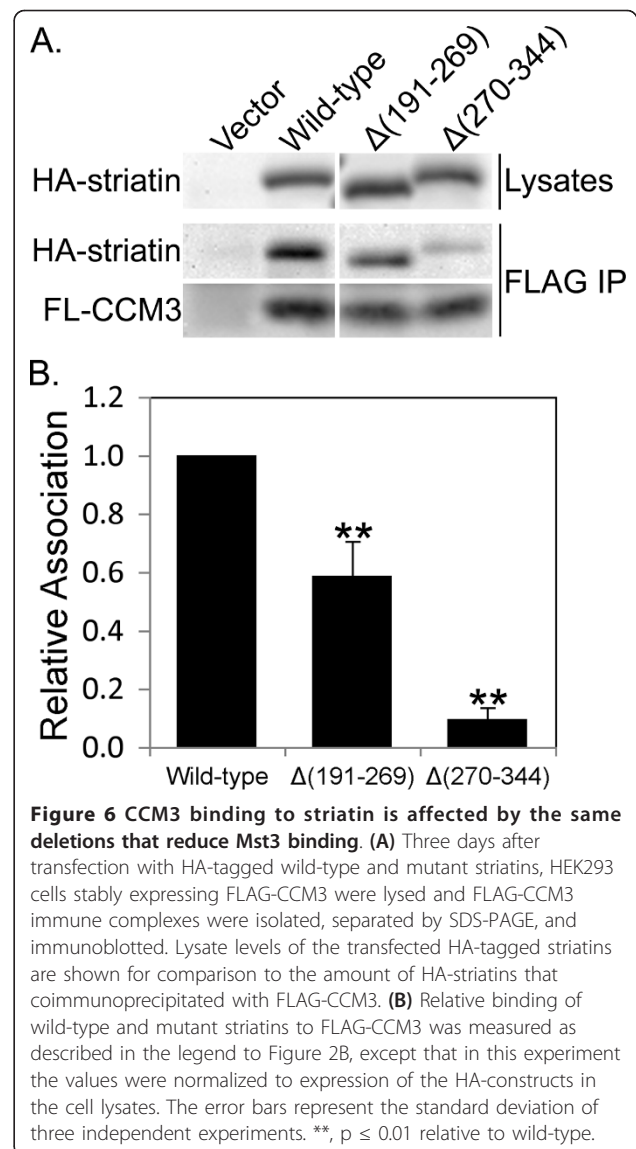 A.
Vector
Wild-type
Δ(191-269)
Δ(270-344)
HA-striatin
Lysates
HA-striatin
FL-CCM3
FLAG IP
B.
Relative Association
1.2
1.0
0.8
0.6
0.4
0.2
0.0
**
**
Wild-type Δ(191-269) Δ(270-344)
Figure 6 CCM3 binding to striatin is affected by the same
deletions that reduce Mst3 binding. (A) Three days after
transfection with HA-tagged wild-type and mutant striatins, HEK293
cells stably expressing FLAG-CCM3 were lysed and FLAG-CCM3
immune complexes were isolated, separated by SDS-PAGE, and
immunoblotted. Lysate levels of the transfected HA-tagged striatins
are shown for comparison to the amount of HA-striatins that
coimmunoprecipitated with FLAG-CCM3. (B) Relative binding of
wild-type and mutant striatins to FLAG-CCM3 was measured as
described in the legend to Figure 2B, except that in this experiment
the values were normalized to expression of the HA-constructs in
the cell lysates. The error bars represent the standard deviation of
three independent experiments. **, p ≤ 0.01 relative to wild-type.